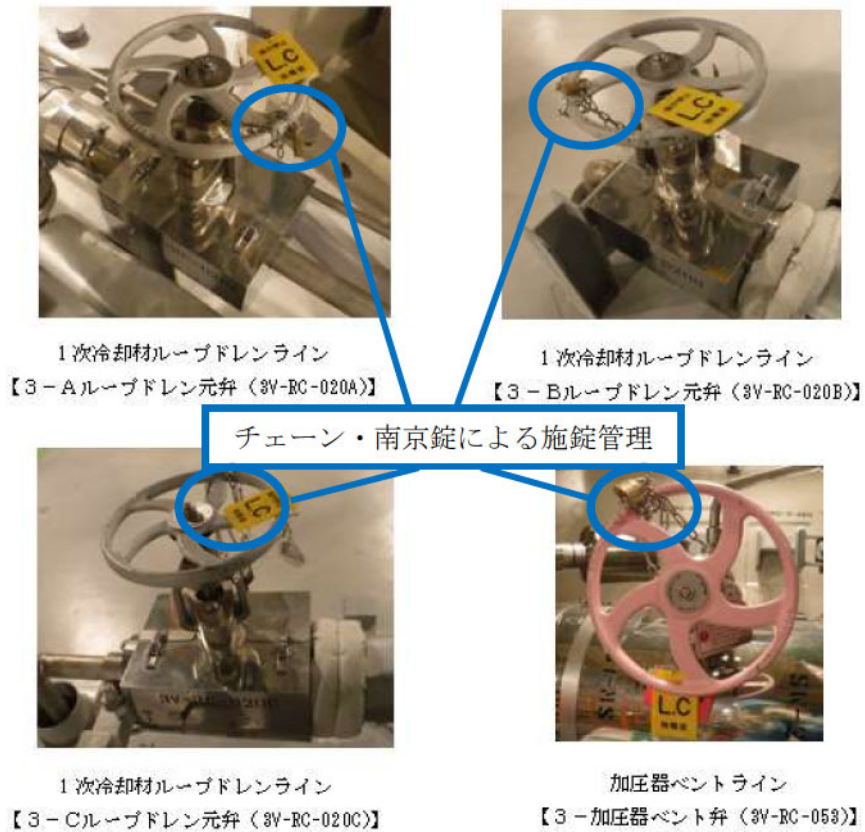 L.C
L.C
1次冷却材ループドレンライン
【3-Aループドレン元弁（3V-RC-020A）】
1次冷却材ループドレンライン
【3-Bループドレン元弁（3V-RC-020B）】
チェーン・南京錠による施錠管理
LC
L.C
1次冷却材ループドレンライン
【3-Cループドレン元弁（3V-RC-020C）】
加圧器ベントライン
【3-加圧器ベント弁（3V-RC-053）】